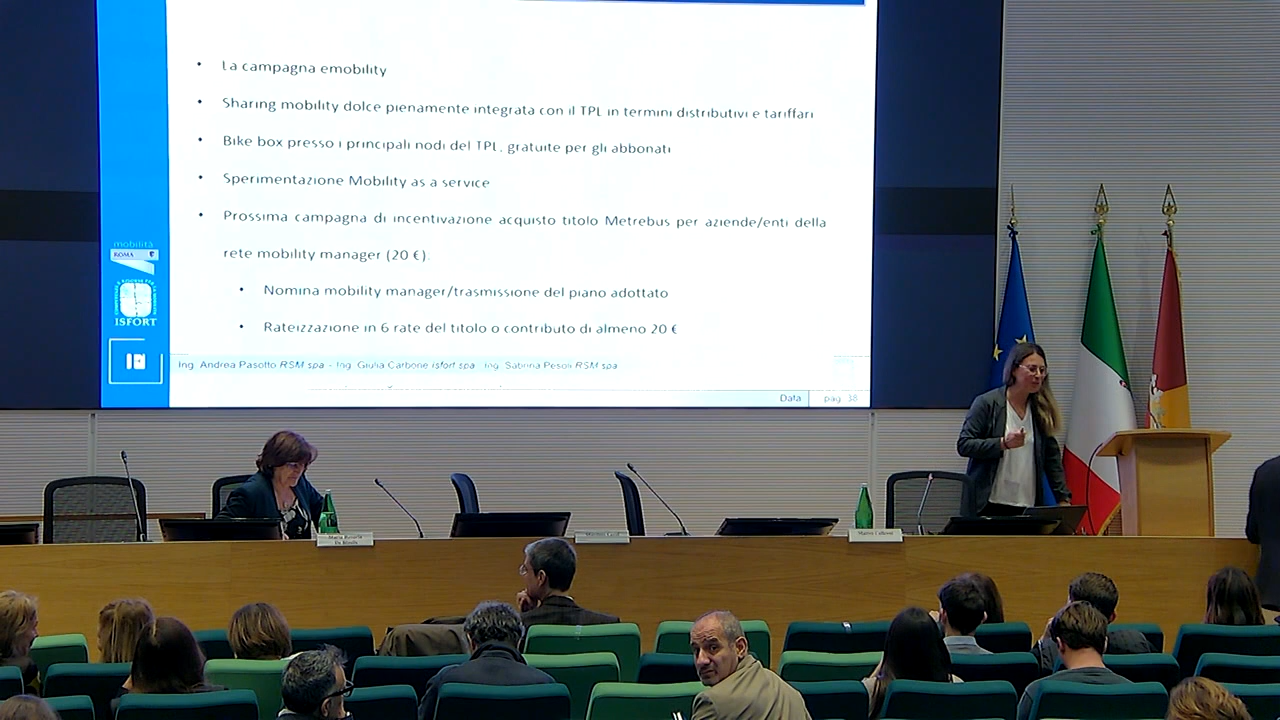 La campagna emobility
Sharing mobility dolce pienamente integrata con il TPL in termini distributivi e tariffari
Bike box presso i principali nodi del TPL, gratuite per gli abbonati
Sperimentazione Mobility as a service
Prossima campagna di incentivazione acquisto titolo Metrebus per aziende/enti della
rete mobility manager (20 €).
Nomina mobility manager/trasmissione del piano adottato
Rateizzazione in 6 rate del titolo o contributo di almeno 20 €
mobilità
ROMA
ISFORT
Ing. Andrea Pasotto RSM spa - Ing. Giulia Carbone isfort spa - Ing. Sabrina Pesoli RSM spa
Data
pag. 38
Maria Rosaria